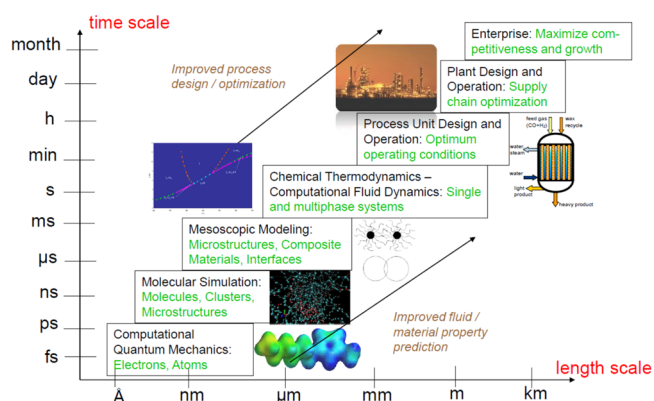 time scale
month
day
h
min
s
ms
µs
ns
ps
fs
Improved process
design / optimization
Enterprise: Maximize com-
petitiveness and growth
Plant Design and
Operation: Supply
chain optimization
Process Unit Design and
Operation: Optimum
operating conditions
feed gas
(CO+H₂)
wax
recycle
water
steam
water
light
product
heavy product
Chemical Thermodynamics –
Computational Fluid Dynamics: Single
and multiphase systems
Mesoscopic Modeling:
Microstructures, Composite
Materials, Interfaces
Molecular Simulation:
Molecules, Clusters,
Microstructures
Improved fluid /
material property
prediction
Computational
Quantum Mechanics:
Electrons, Atoms
length scale
Å
nm
µm
mm
m
km